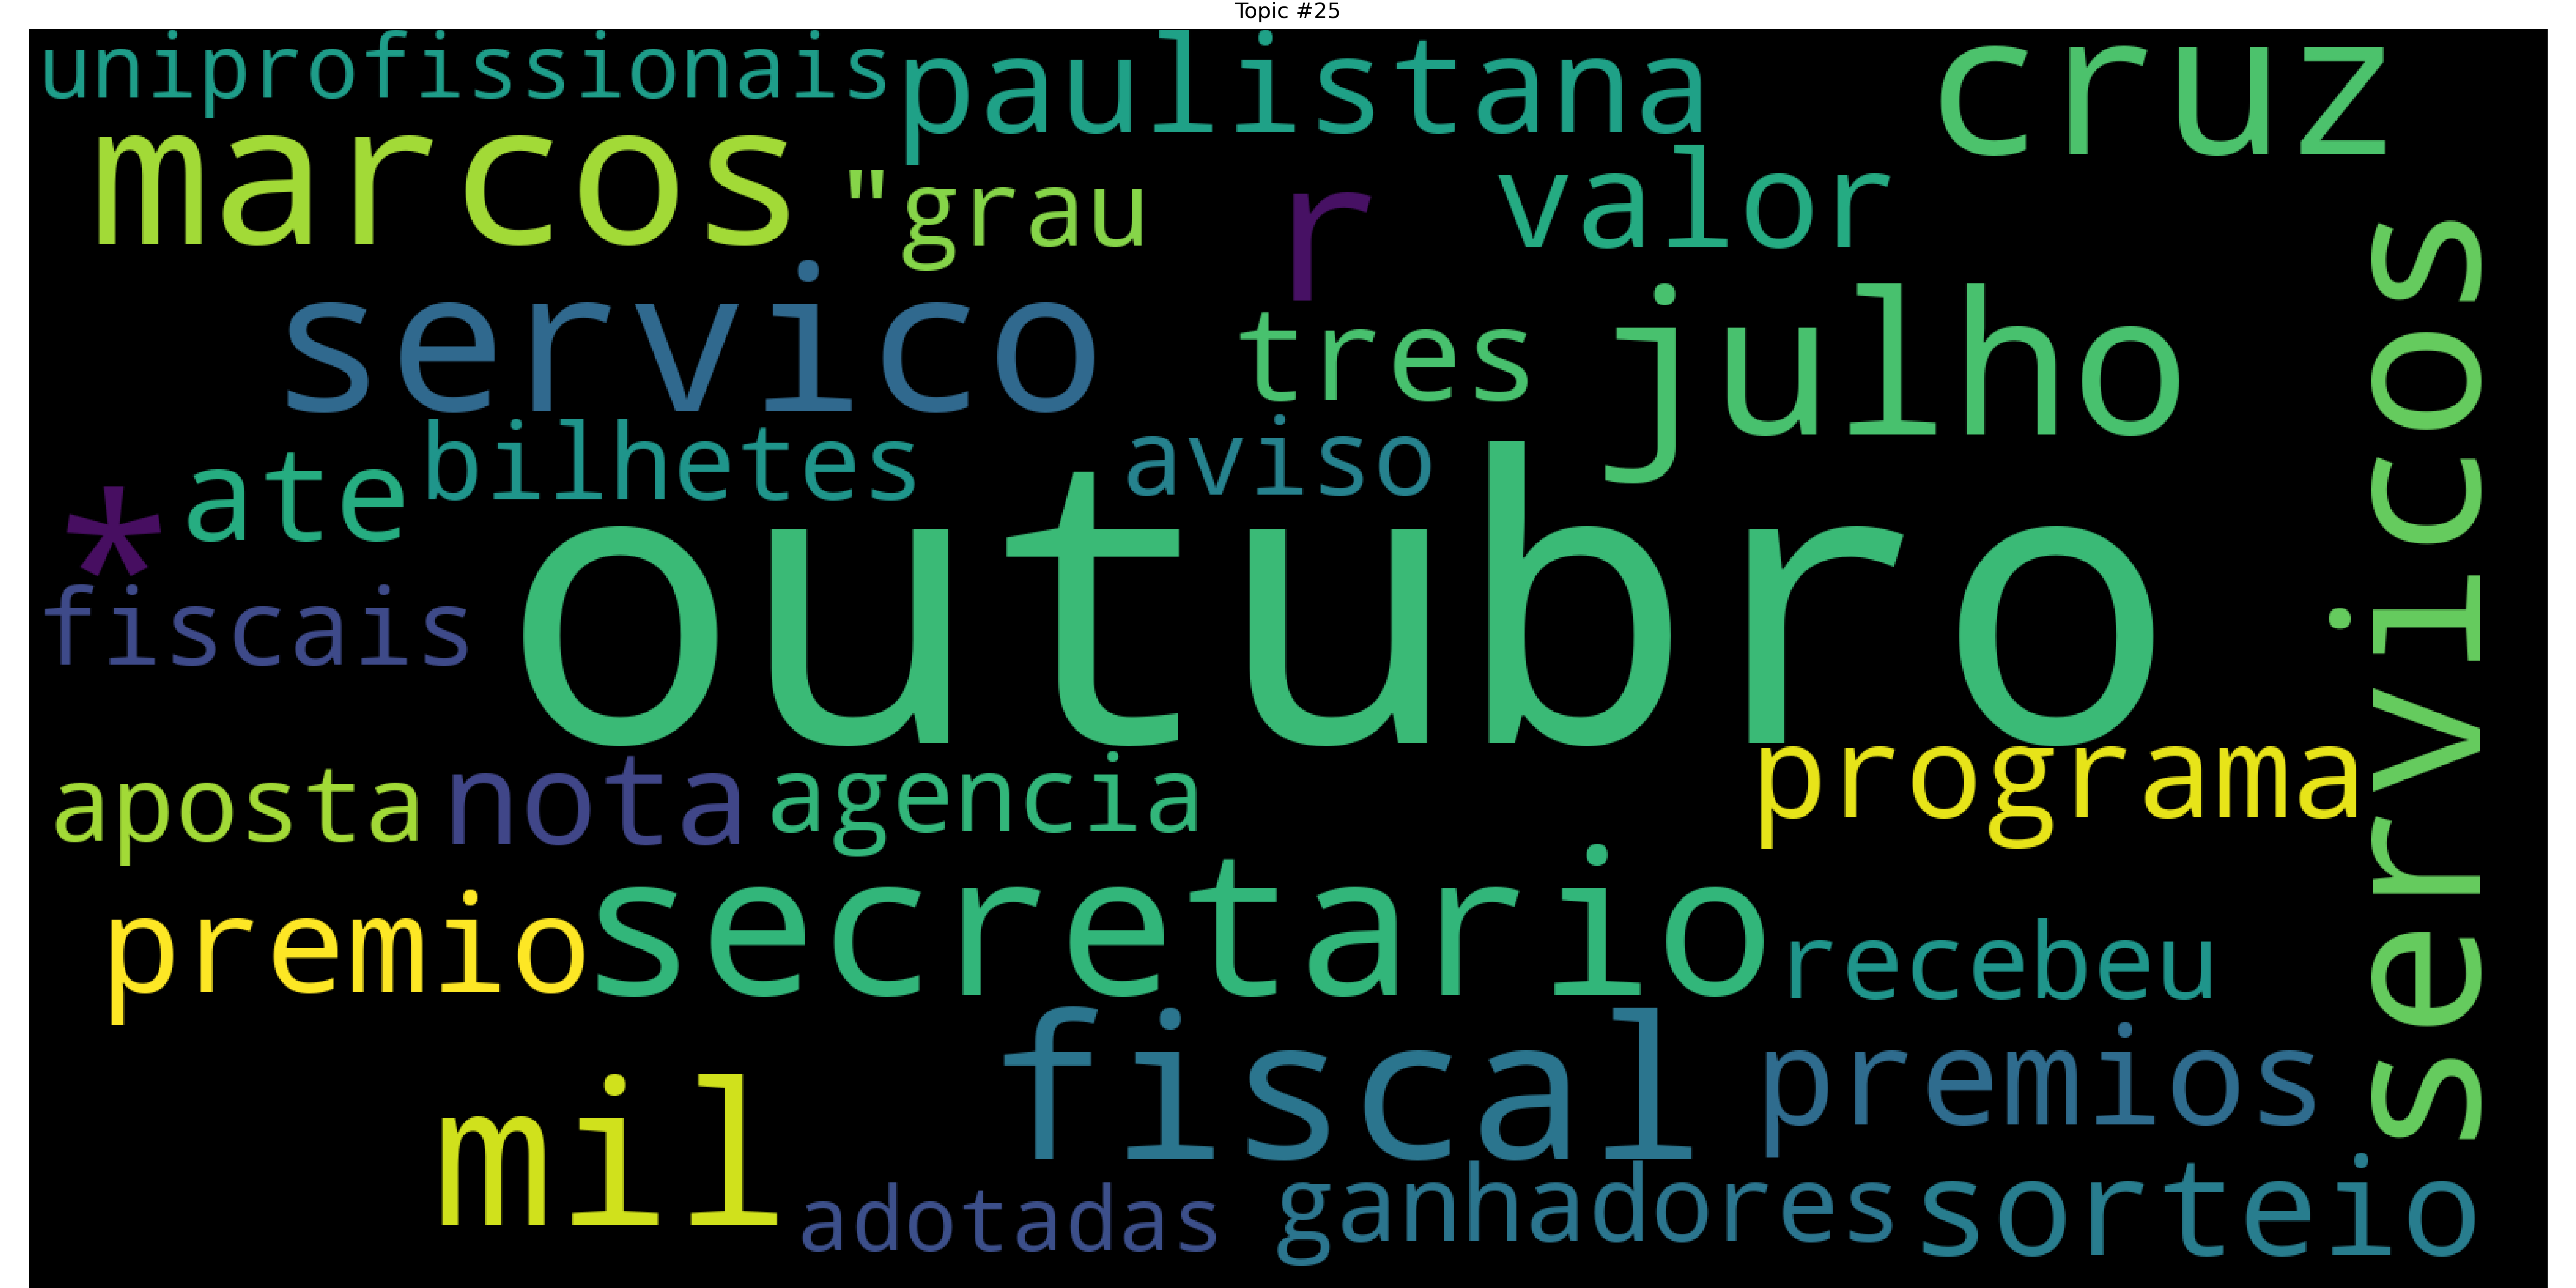 Topic #25
uniprofissionais
paulistana
cruz
marcos
"grau
r
valor
servico
tres
julho
servicos
ate
bilhetes
aviso
*
outubro
fiscais
aposta
nota
agencia
programa
premio
secretario
recebeu
mil
fiscal
premios
adotadas
ganhadores
sorteio